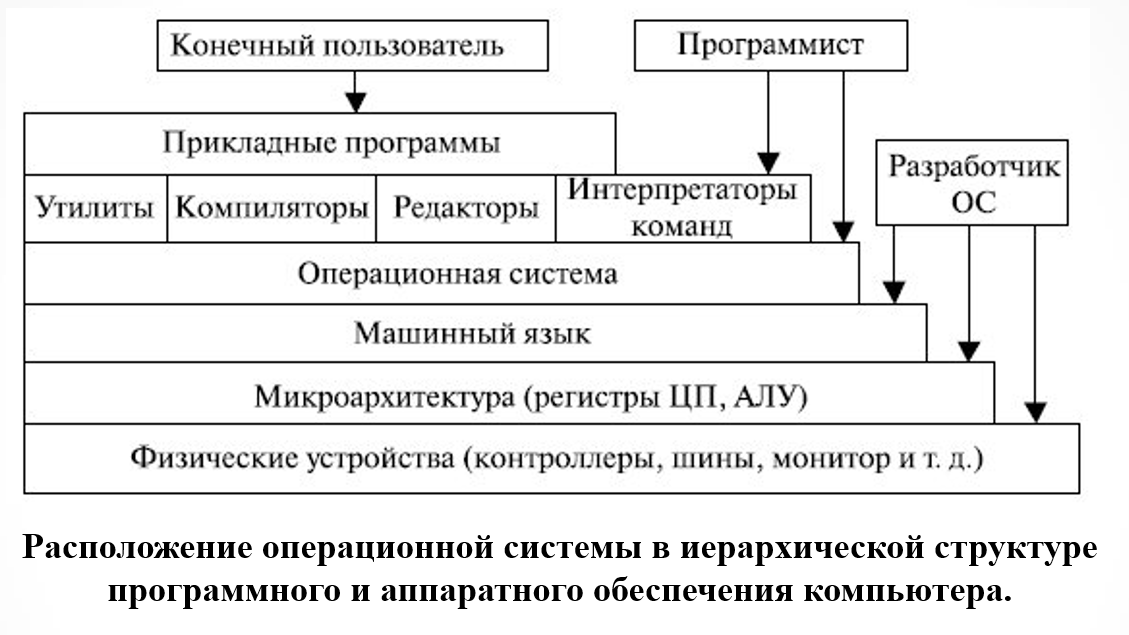 Конечный пользователь
Программист
Прикладные программы
Разработчик
ОС
Утилиты
Компиляторы
Редакторы
Интерпретаторы
команд
Операционная система
Машинный язык
Микроархитектура (регистры ЦП, АЛУ)
Физические устройства (контроллеры, шины, монитор и т. д.)
Расположение операционной системы в иерархической структуре
программного и аппаратного обеспечения компьютера.